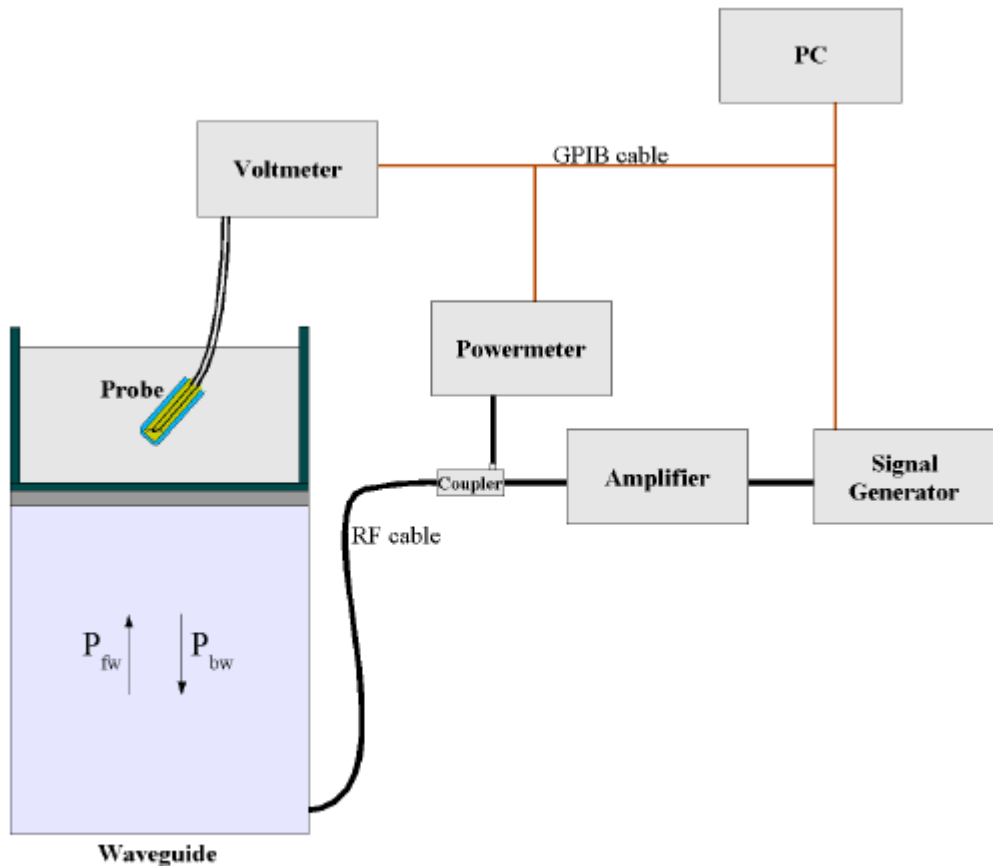 PC
Voltmeter
GPIB cable
Powermeter
Probe
Coupler
Amplifier
Signal
Generator
RF cable
P fw
P bw
Waveguide